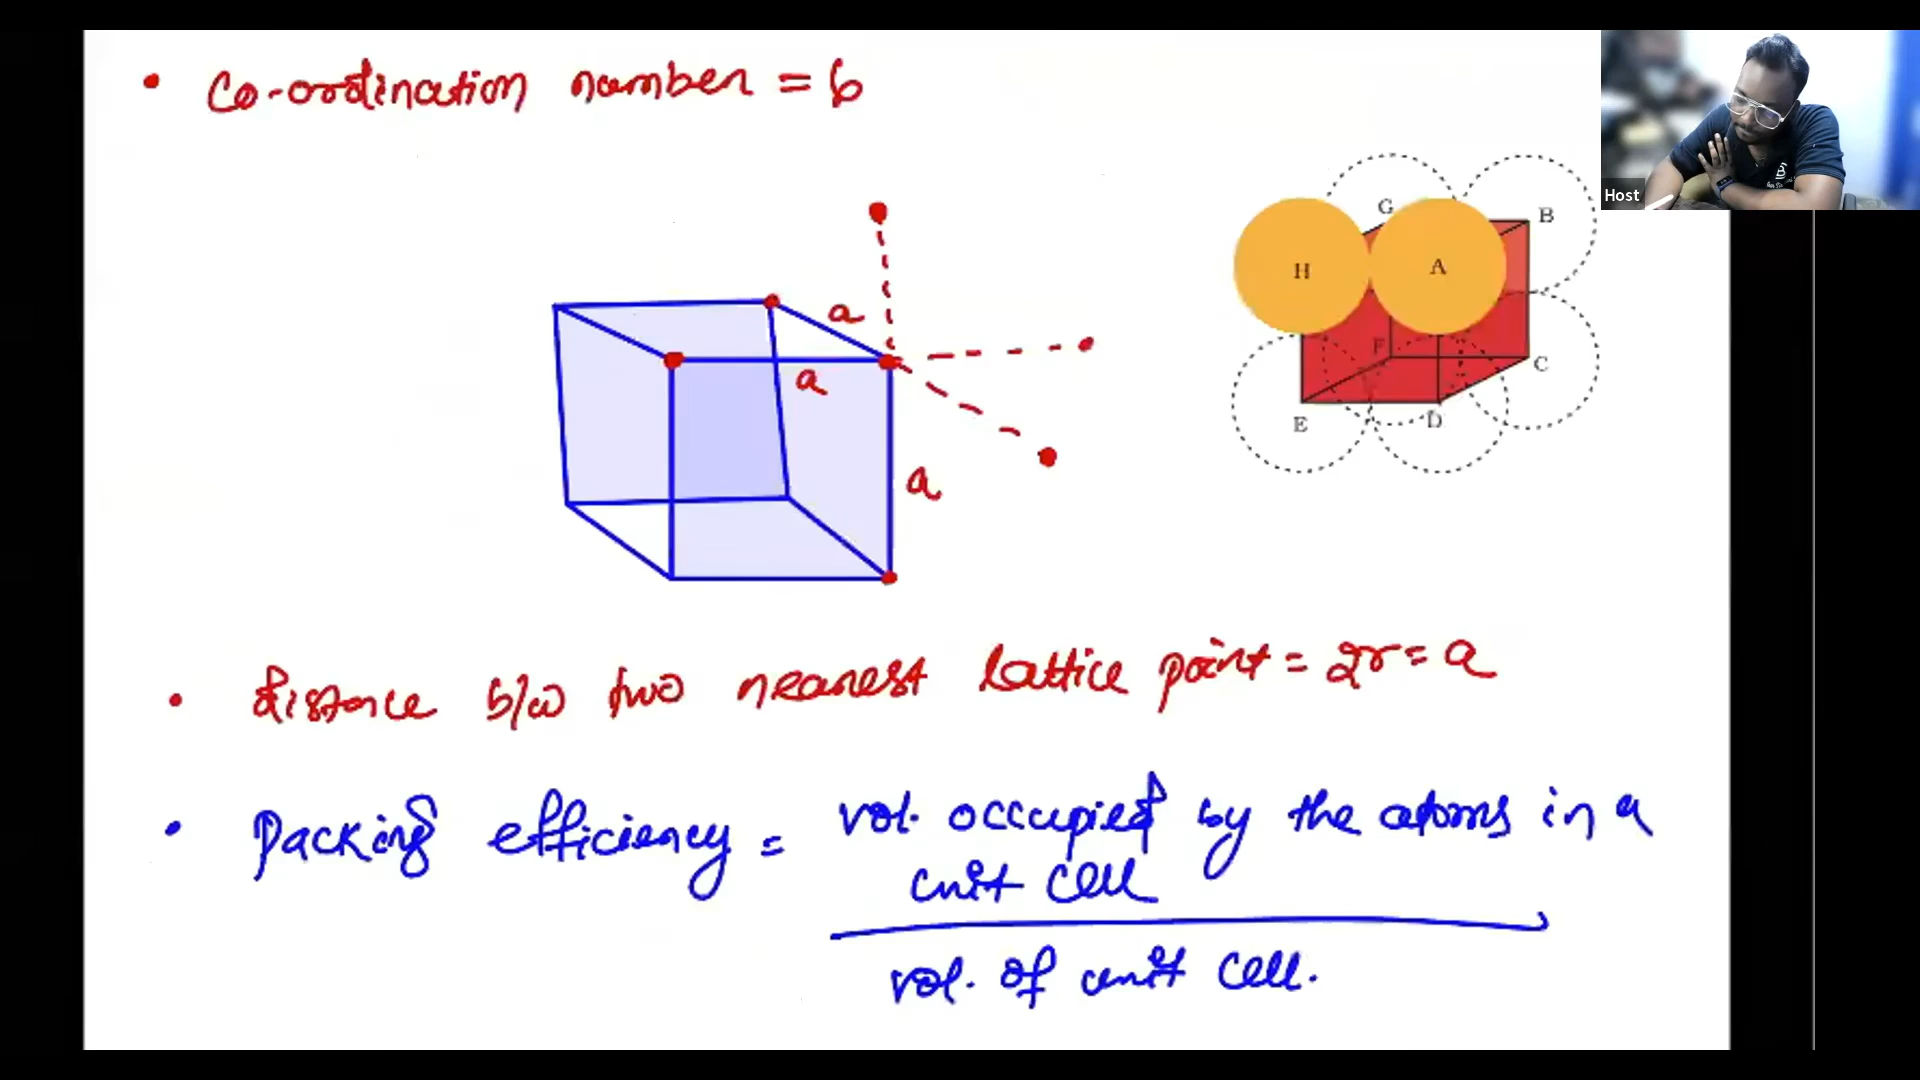 • Co-ordination number = 6
Host
G
B
H
A
a
a
F
C
E
D
a
• distance b/w two nearest lattice point = 2r = a
• Packing efficiency = vol. occupied by the atoms in a
unit cell
vol. of unit cell.